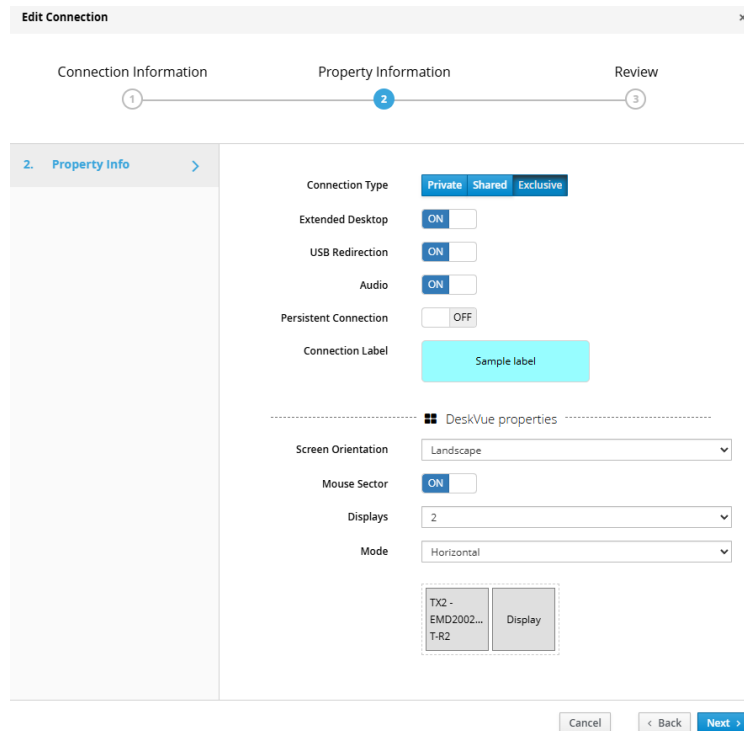 Edit Connection ×
Connection Information
Property Information
Review
1
2
3
2. Property Info
Connection Type
Private Shared Exclusive
Extended Desktop
ON
USB Redirection
ON
Audio
ON
Persistent Connection
OFF
Connection Label
Sample label
DeskVue properties
Screen Orientation
Landscape
Mouse Sector
ON
Displays
2
Mode
Horizontal
TX2 -
EMD2002...
T-R2
Display
Cancel
< Back
Next >